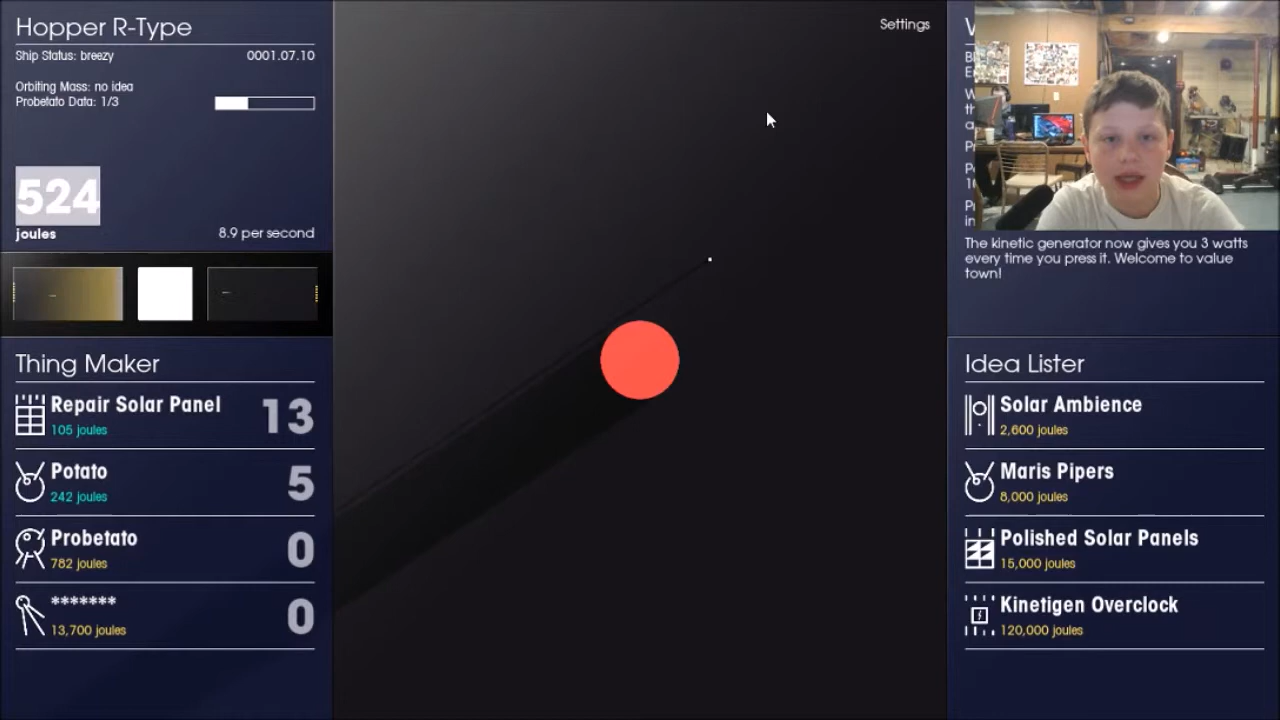 Hopper R-Type
Ship Status: breezy
0001.07.10
Orbiting Mass: no idea
Probetato Data: 1/3
524
joules
8.9 per second
Thing Maker
Repair Solar Panel
105 joules
13
Potato
242 joules
5
Probetato
782 joules
0
*******
13,700 joules
0
Settings
The kinetic generator now gives you 3 watts
every time you press it. Welcome to value
town!
Idea Lister
Solar Ambience
2,600 joules
Maris Pipers
8,000 joules
Polished Solar Panels
15,000 joules
Kinetigen Overclock
120,000 joules